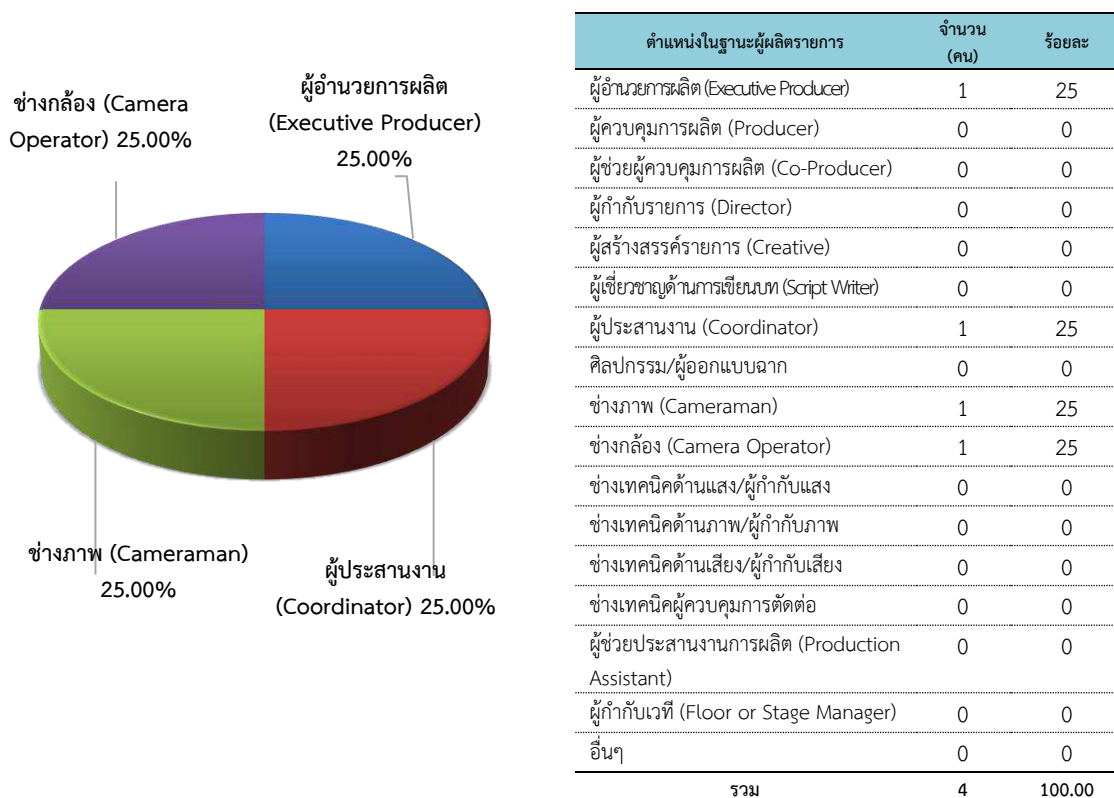 ช่างกล้อง (Camera
Operator) 25.00%
ผู้อำนวยการผลิต
(Executive Producer)
25.00%
ช่างภาพ (Cameraman)
25.00%
ผู้ประสานงาน
(Coordinator) 25.00%
ตำแหน่งในฐานะผู้ผลิตรายการ จำนวน (คน) ร้อยละ
ผู้อำนวยการผลิต (Executive Producer) 1 25
ผู้ควบคุมการผลิต (Producer) 0 0
ผู้ช่วยผู้ควบคุมการผลิต (Co-Producer) 0 0
ผู้กำกับรายการ (Director) 0 0
ผู้สร้างสรรค์รายการ (Creative) 0 0
ผู้เชี่ยวชาญด้านการเขียนบท (Script Writer) 0 0
ผู้ประสานงาน (Coordinator) 1 25
ศิลปกรรม/ผู้ออกแบบฉาก 0 0
ช่างภาพ (Cameraman) 1 25
ช่างกล้อง (Camera Operator) 1 25
ช่างเทคนิคด้านแสง/ผู้กำกับแสง 0 0
ช่างเทคนิคด้านภาพ/ผู้กำกับภาพ 0 0
ช่างเทคนิคด้านเสียง/ผู้กำกับเสียง 0 0
ช่างเทคนิคผู้ควบคุมการตัดต่อ 0 0
ผู้ช่วยประสานงานการผลิต (Production 0 0
Assistant)
ผู้กำกับเวที (Floor or Stage Manager) 0 0
อื่นๆ 0 0
รวม 4 100.00